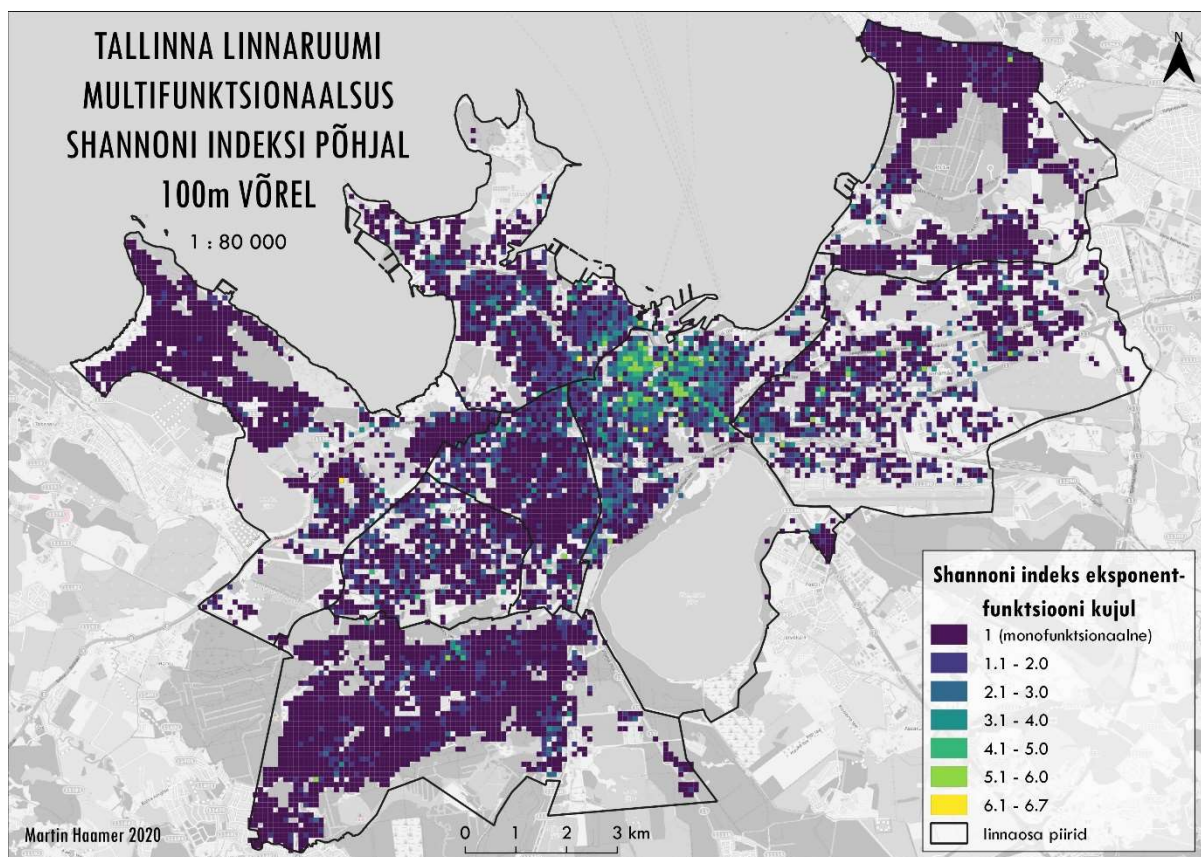 TALLINNA LINNARUUMI
MULTIFUNKTSIONAALSUS
SHANNONI INDEKSI PÕHJAL
100m VÕREL
1 : 80 000
N
Shannoni indeks eksponent-
funktsiooni kujul
1 (monofunktsionaalne)
1.1 - 2.0
2.1 - 3.0
3.1 - 4.0
4.1 - 5.0
5.1 - 6.0
6.1 - 6.7
linnaosa piirid
Martin Haamer 2020
0 1 2 3 km